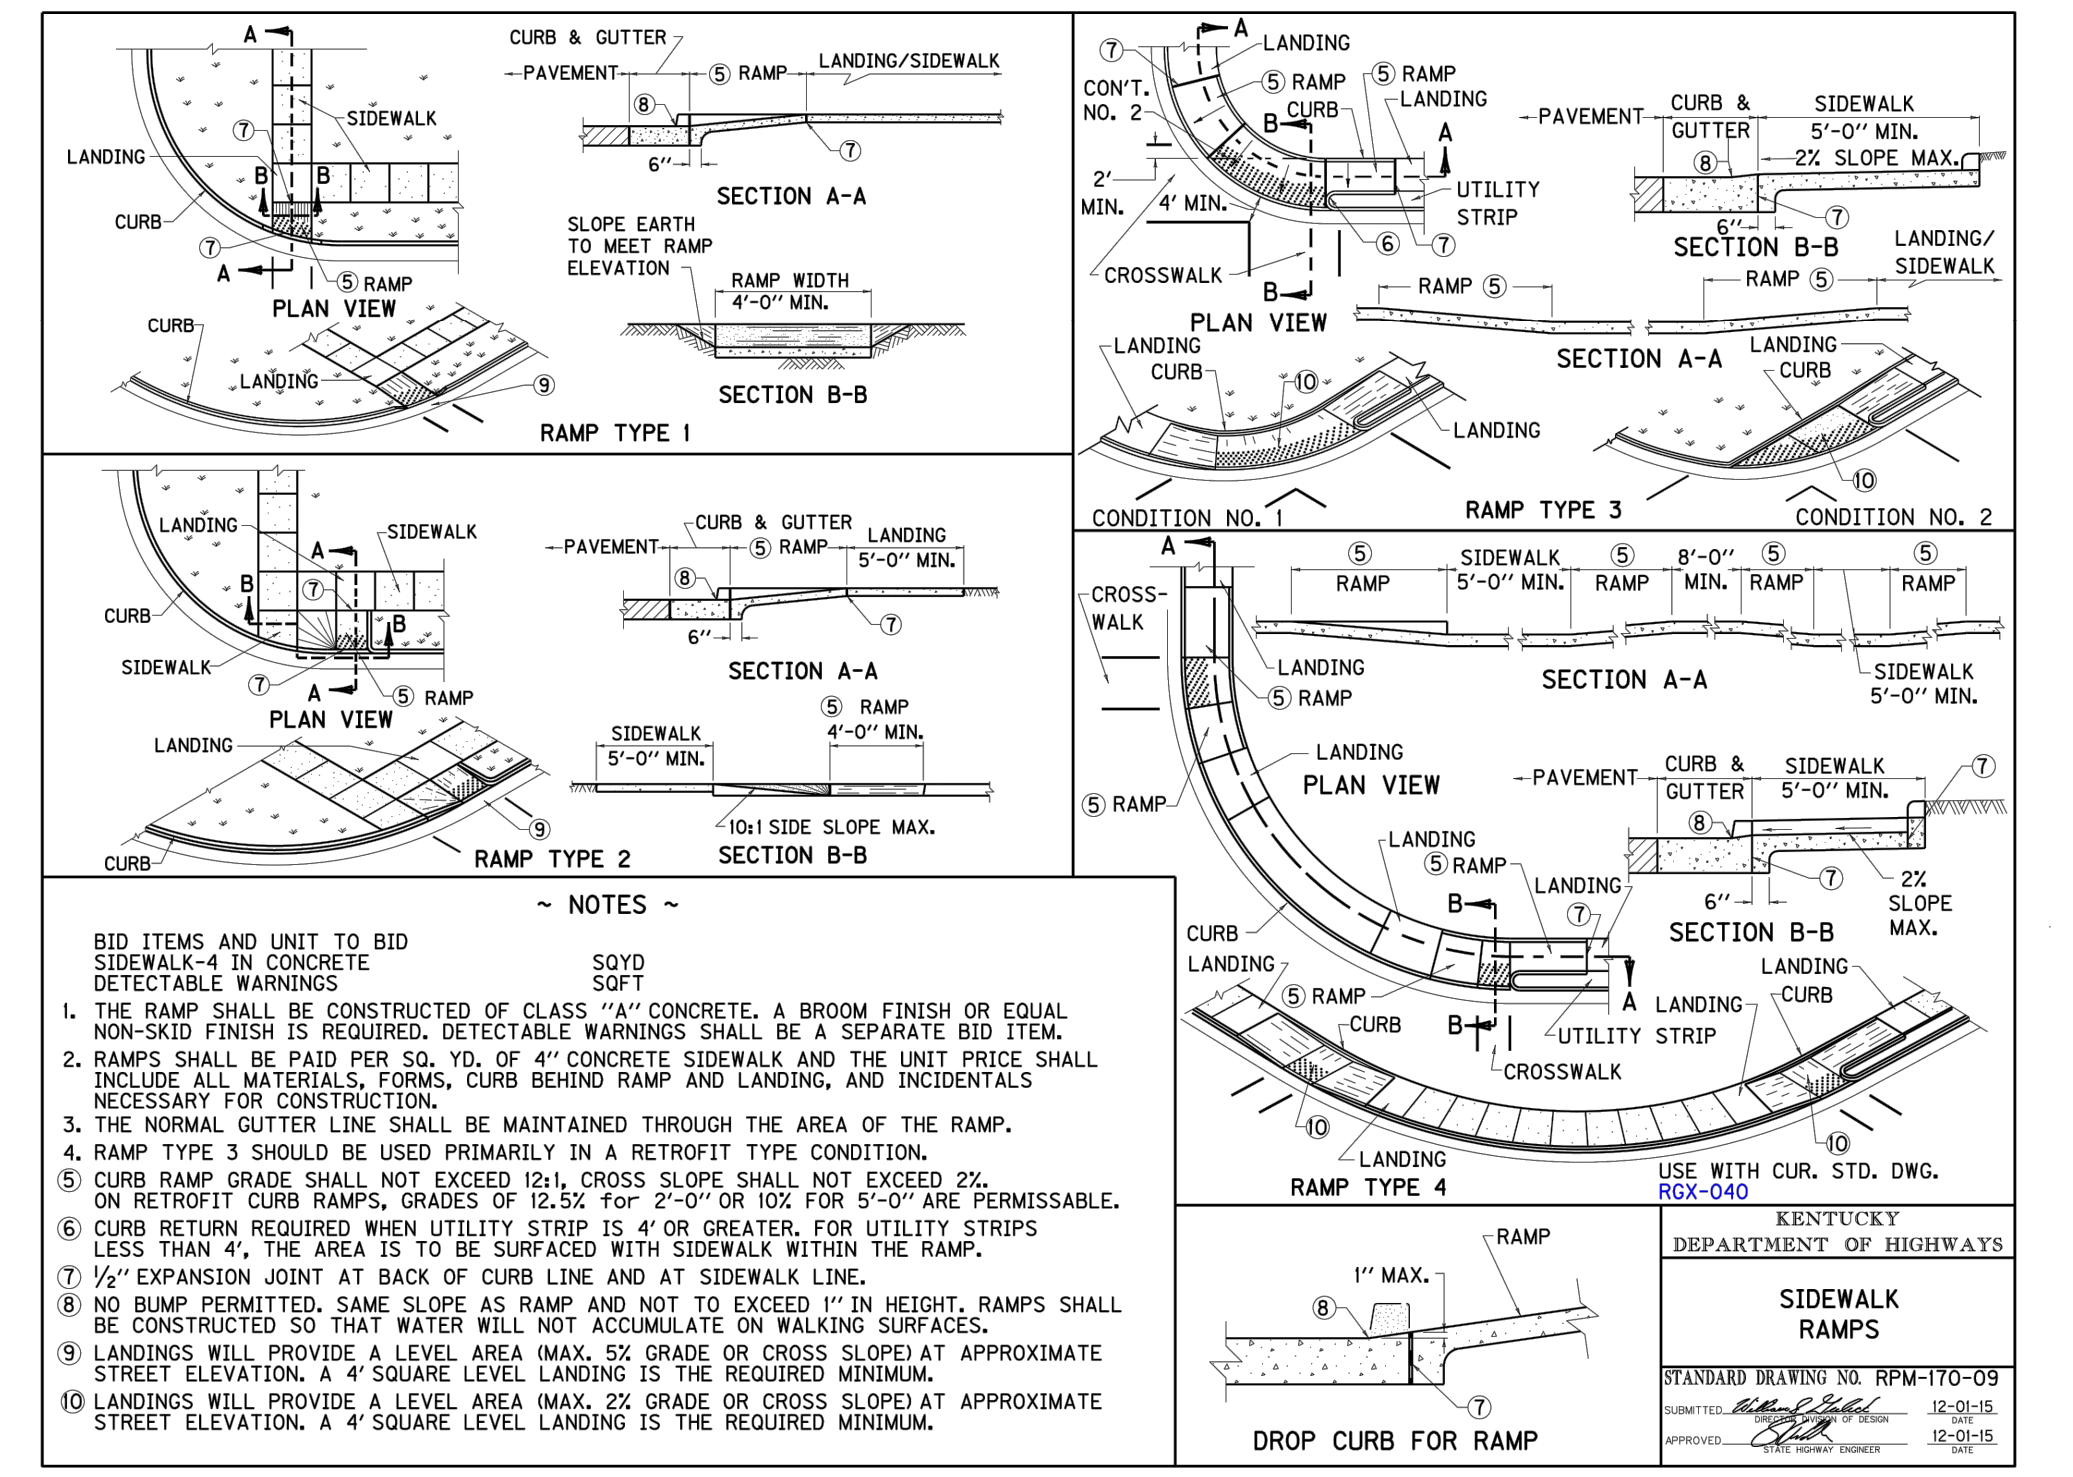 A
CURB & GUTTER
PAVEMENT
⑤ RAMP
LANDING/SIDEWALK
⑧
SIDEWALK
⑦
⑦
LANDING
6''
B
B
SECTION A-A
CURB
SLOPE EARTH
TO MEET RAMP
ELEVATION
⑦
A
⑤ RAMP
PLAN VIEW
RAMP WIDTH
4'-0'' MIN.
CURB
LANDING
⑨
SECTION B-B
RAMP TYPE 1
LANDING
SIDEWALK
A
B
⑦
CURB
B
SIDEWALK
⑦
A
⑤ RAMP
PLAN VIEW
CURB & GUTTER
PAVEMENT
⑤ RAMP
LANDING
5'-0'' MIN.
⑧
6''
⑦
SECTION A-A
LANDING
⑨
CURB
SIDEWALK
5'-0'' MIN.
⑤ RAMP
4'-0'' MIN.
10:1 SIDE SLOPE MAX.
SECTION B-B
RAMP TYPE 2
A
LANDING
⑦
⑤ RAMP
⑤ RAMP
LANDING
CON'T.
NO. 2
CURB
B
A
2'
MIN.
4' MIN.
UTILITY
STRIP
⑥
⑦
CROSSWALK
B
PLAN VIEW
PAVEMENT
CURB &
GUTTER
SIDEWALK
5'-0'' MIN.
2% SLOPE MAX.
⑧
6''
⑦
SECTION B-B
LANDING/
SIDEWALK
RAMP ⑤
RAMP ⑤
SECTION A-A
LANDING
CURB
⑩
LANDING
CONDITION NO. 1
RAMP TYPE 3
LANDING
CURB
⑩
CONDITION NO. 2
A
CROSS-
WALK
LANDING
⑤ RAMP
LANDING
PLAN VIEW
⑤ RAMP
⑤
RAMP
SIDEWALK
5'-0'' MIN.
⑤
RAMP
8'-0''
MIN.
⑤
RAMP
⑤
RAMP
SIDEWALK
5'-0'' MIN.
SECTION A-A
PAVEMENT
CURB &
GUTTER
SIDEWALK
5'-0'' MIN.
⑦
⑧
6''
⑦
2%
SLOPE
MAX.
SECTION B-B
LANDING
⑤ RAMP
LANDING
B
⑦
CURB
⑤ RAMP
A
B
UTILITY STRIP
CROSSWALK
LANDING
CURB
⑩
LANDING
LANDING
CURB
LANDING
⑩
RAMP TYPE 4
USE WITH CUR. STD. DWG.
RGX-040
~ NOTES ~
BID ITEMS AND UNIT TO BID
SIDEWALK-4 IN CONCRETE SQYD
DETECTABLE WARNINGS SQFT
1. THE RAMP SHALL BE CONSTRUCTED OF CLASS "A" CONCRETE. A BROOM FINISH OR EQUAL
NON-SKID FINISH IS REQUIRED. DETECTABLE WARNINGS SHALL BE A SEPARATE BID ITEM.
2. RAMPS SHALL BE PAID PER SQ. YD. OF 4'' CONCRETE SIDEWALK AND THE UNIT PRICE SHALL
INCLUDE ALL MATERIALS, FORMS, CURB BEHIND RAMP AND LANDING, AND INCIDENTALS
NECESSARY FOR CONSTRUCTION.
3. THE NORMAL GUTTER LINE SHALL BE MAINTAINED THROUGH THE AREA OF THE RAMP.
4. RAMP TYPE 3 SHOULD BE USED PRIMARILY IN A RETROFIT TYPE CONDITION.
⑤ CURB RAMP GRADE SHALL NOT EXCEED 12:1, CROSS SLOPE SHALL NOT EXCEED 2%.
ON RETROFIT CURB RAMPS, GRADES OF 12.5% for 2'-0'' OR 10% FOR 5'-0'' ARE PERMISSABLE.
⑥ CURB RETURN REQUIRED WHEN UTILITY STRIP IS 4' OR GREATER. FOR UTILITY STRIPS
LESS THAN 4', THE AREA IS TO BE SURFACED WITH SIDEWALK WITHIN THE RAMP.
⑦ 1/2'' EXPANSION JOINT AT BACK OF CURB LINE AND AT SIDEWALK LINE.
⑧ NO BUMP PERMITTED. SAME SLOPE AS RAMP AND NOT TO EXCEED 1'' IN HEIGHT. RAMPS SHALL
BE CONSTRUCTED SO THAT WATER WILL NOT ACCUMULATE ON WALKING SURFACES.
⑨ LANDINGS WILL PROVIDE A LEVEL AREA (MAX. 5% GRADE OR CROSS SLOPE) AT APPROXIMATE
STREET ELEVATION. A 4' SQUARE LEVEL LANDING IS THE REQUIRED MINIMUM.
⑩ LANDINGS WILL PROVIDE A LEVEL AREA (MAX. 2% GRADE OR CROSS SLOPE) AT APPROXIMATE
STREET ELEVATION. A 4' SQUARE LEVEL LANDING IS THE REQUIRED MINIMUM.
RAMP
1'' MAX.
⑧
⑦
DROP CURB FOR RAMP
KENTUCKY
DEPARTMENT OF HIGHWAYS
SIDEWALK
RAMPS
STANDARD DRAWING NO. RPM-170-09
SUBMITTED 12-01-15
DIRECTOR DIVISION OF DESIGN DATE
APPROVED 12-01-15
STATE HIGHWAY ENGINEER DATE